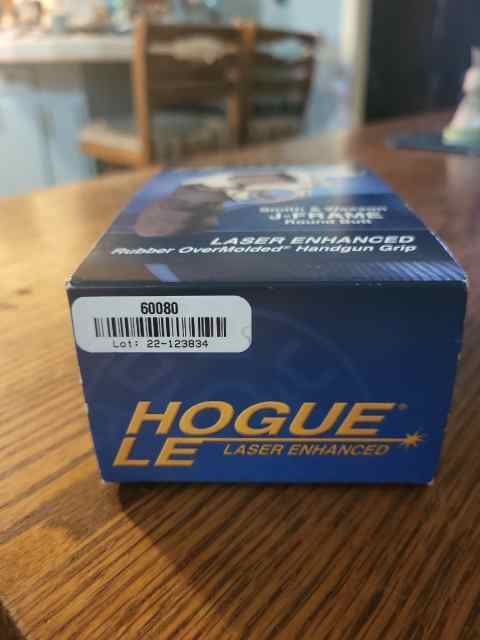 Smith & Wesson
J-FRAME
Round Butt
LASER ENHANCED
Rubber OverMolded® Handgun Grip
60080
Lot: 22-123834
HOGUE®
LE LASER ENHANCED